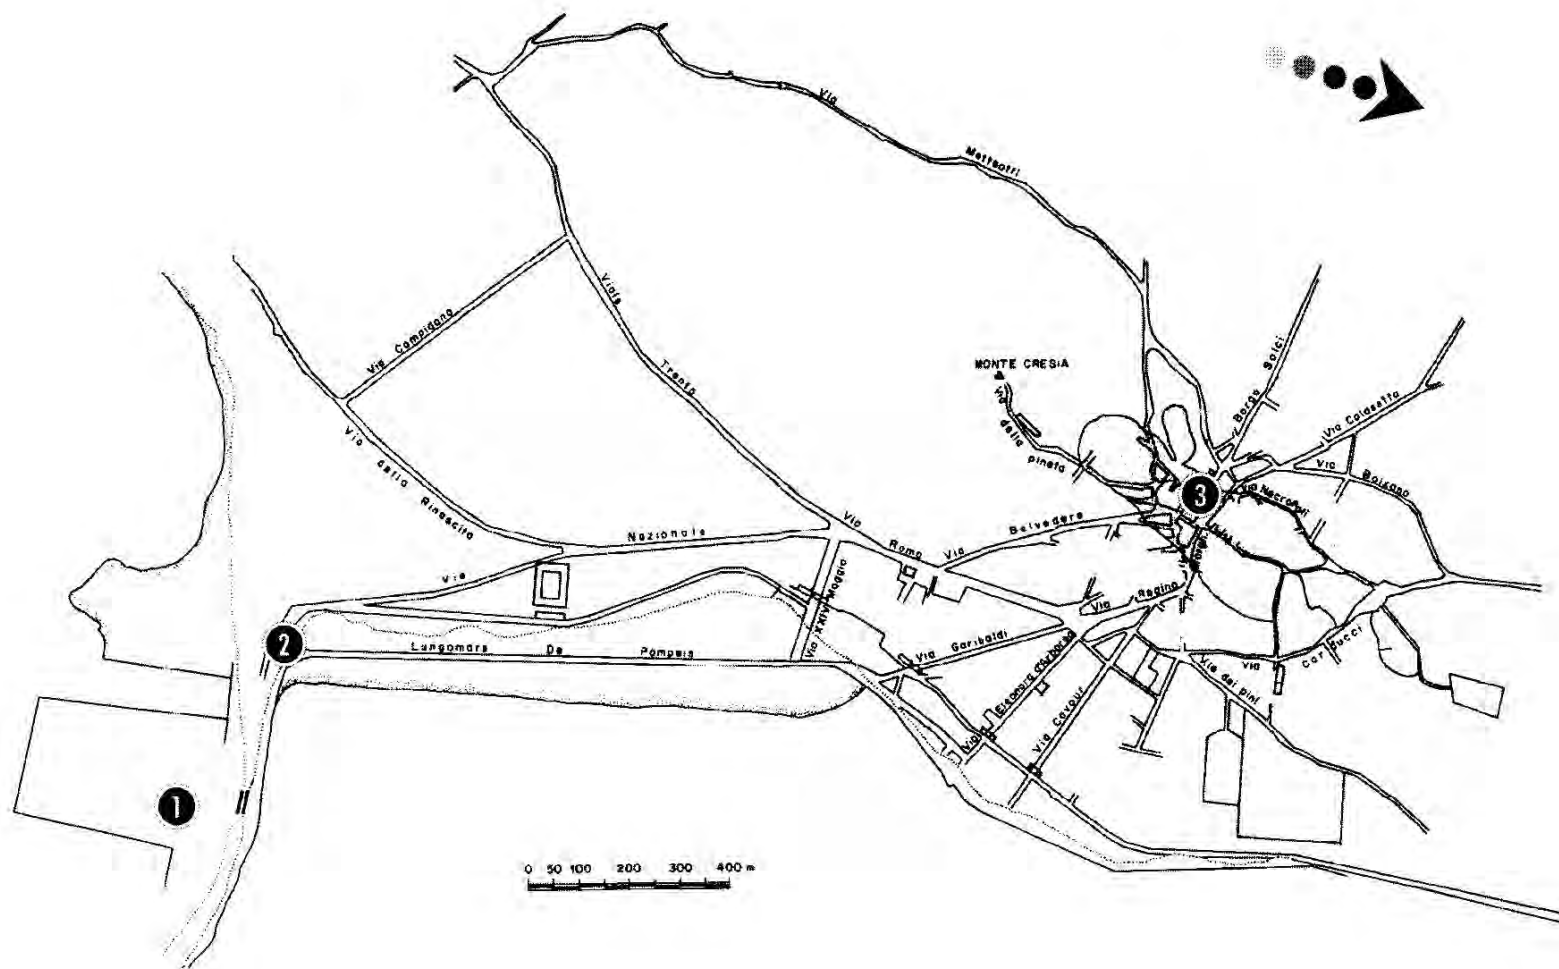 Via
Matteotri
Viale
Trento
Via Campidano
Via della Rinascita
MONTE CRESIA
Via
della
pineta
Borgo Solci
Via Caldsetta
Via
Bolzano
3
Via Necropoli
Via
Roma
Via
Belvedere
Nazionale
Via
Via XXIV Maggio
Via
Regina
Via
Garibaldi
2
Lungomare De Pompeis
Via
Eleonora d'Arborea
Via Cavour
Via dei pini
Via
Carducci
1
0 50 100 200 300 400 m